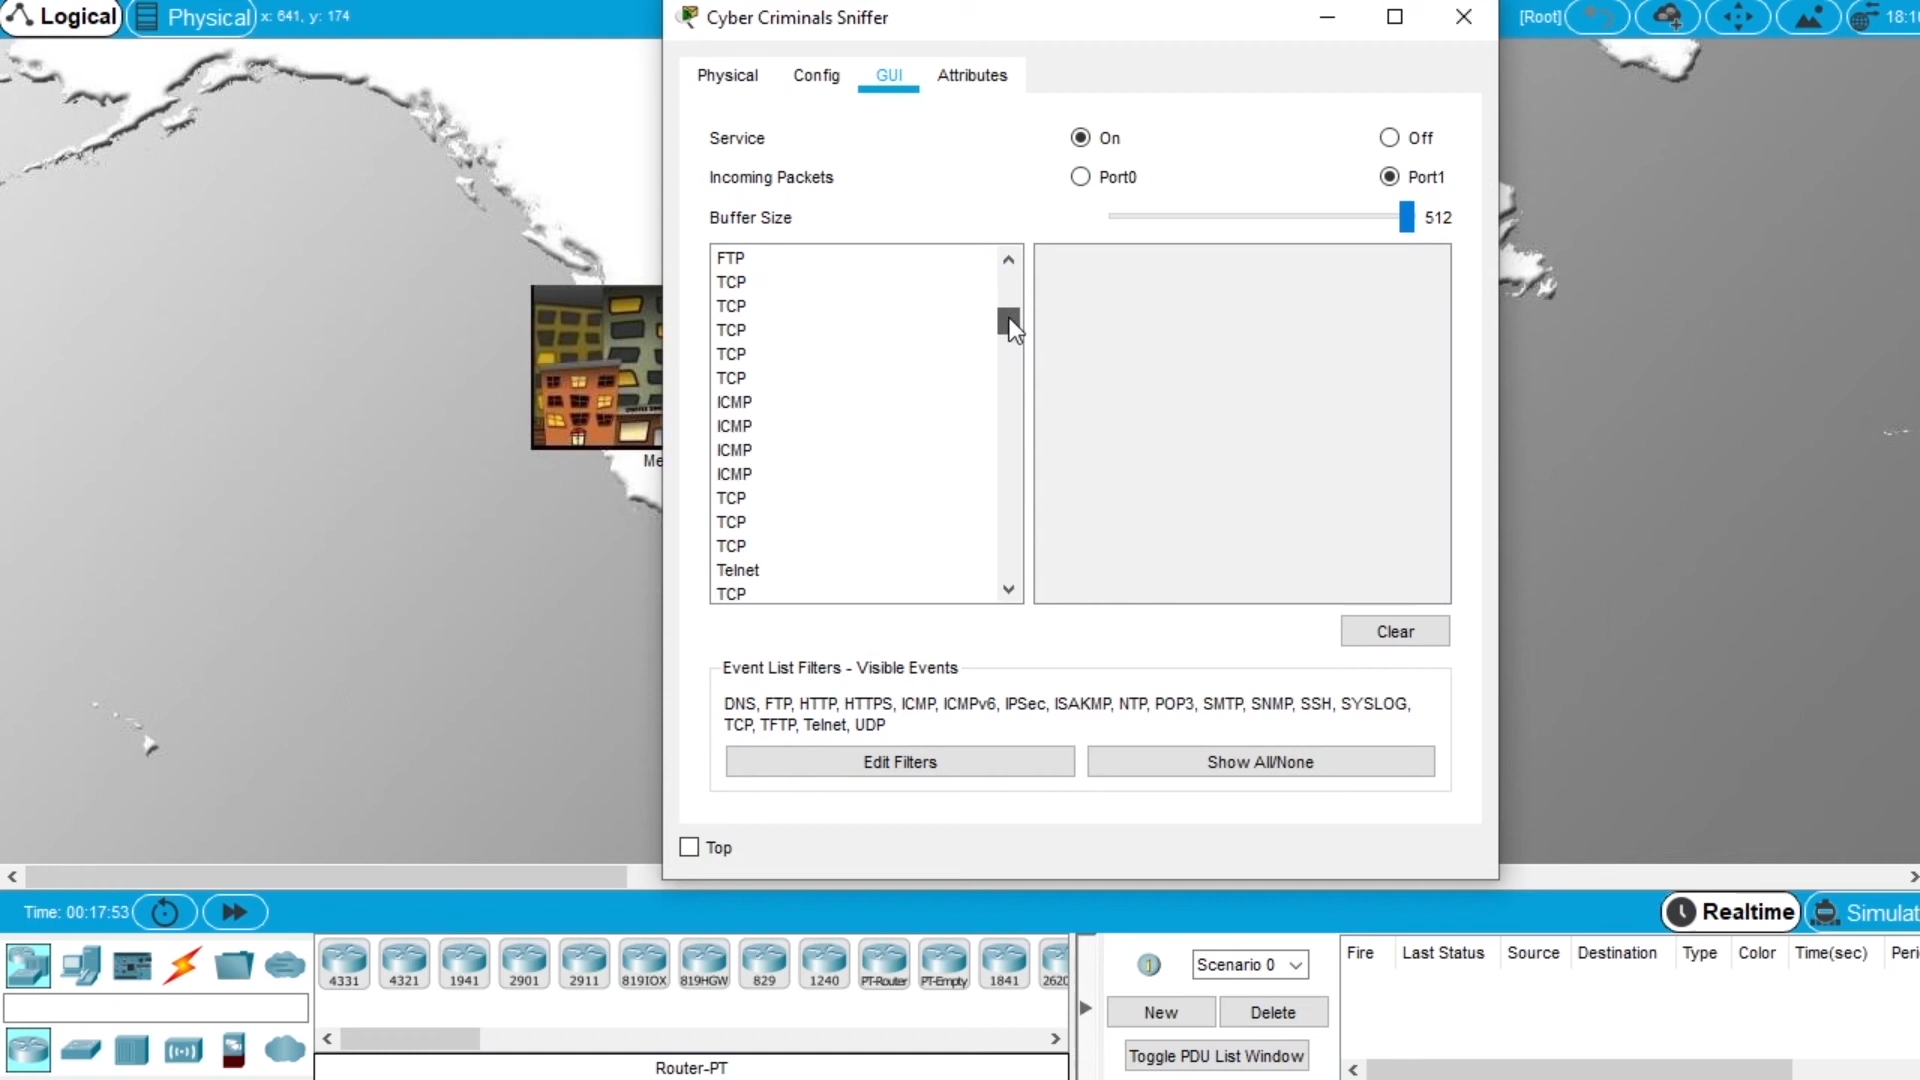 Logical
Physical
x: 641, y: 174
Cyber Criminals Sniffer
[Root]
Physical
Config
GUI
Attributes
Service
On
Off
Incoming Packets
Port0
Port1
Buffer Size
512
FTP
TCP
TCP
TCP
TCP
TCP
ICMP
ICMP
ICMP
ICMP
TCP
TCP
TCP
Telnet
TCP
Clear
Event List Filters - Visible Events
DNS, FTP, HTTP, HTTPS, ICMP, ICMPv6, IPSec, ISAKMP, NTP, POP3, SMTP, SNMP, SSH, SYSLOG,
TCP, TFTP, Telnet, UDP
Edit Filters
Show All/None
Top
Me
Time: 00:17:53
Realtime
Simulat
4331
4321
1941
2901
2911
819IOX
819HGW
829
1240
PT-Router
PT-Empty
1841
2620
Router-PT
Scenario 0
New
Delete
Toggle PDU List Window
Fire
Last Status
Source
Destination
Type
Color
Time(sec)
Peri